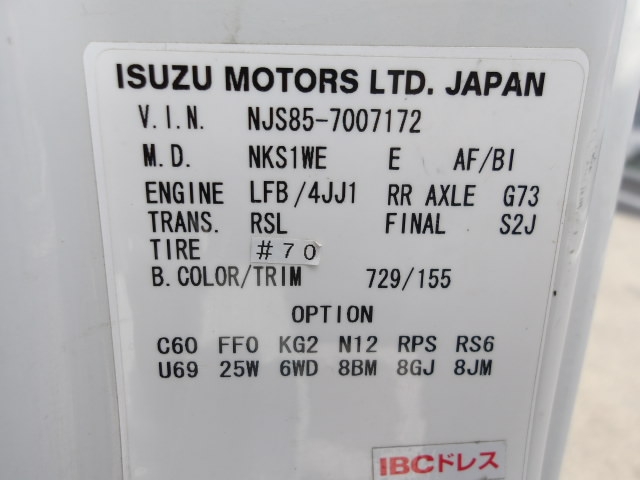 ISUZU MOTORS LTD. JAPAN
V.I.N. NJS85-7007172
M.D. NKS1WE E AF/BI
ENGINE LFB/4JJ1 RR AXLE G73
TRANS. RSL FINAL S2J
TIRE #70
B.COLOR/TRIM 729/155
OPTION
C60 FF0 KG2 N12 RPS RS6
U69 25W 6WD 8BM 8GJ 8JM
IBCドレス